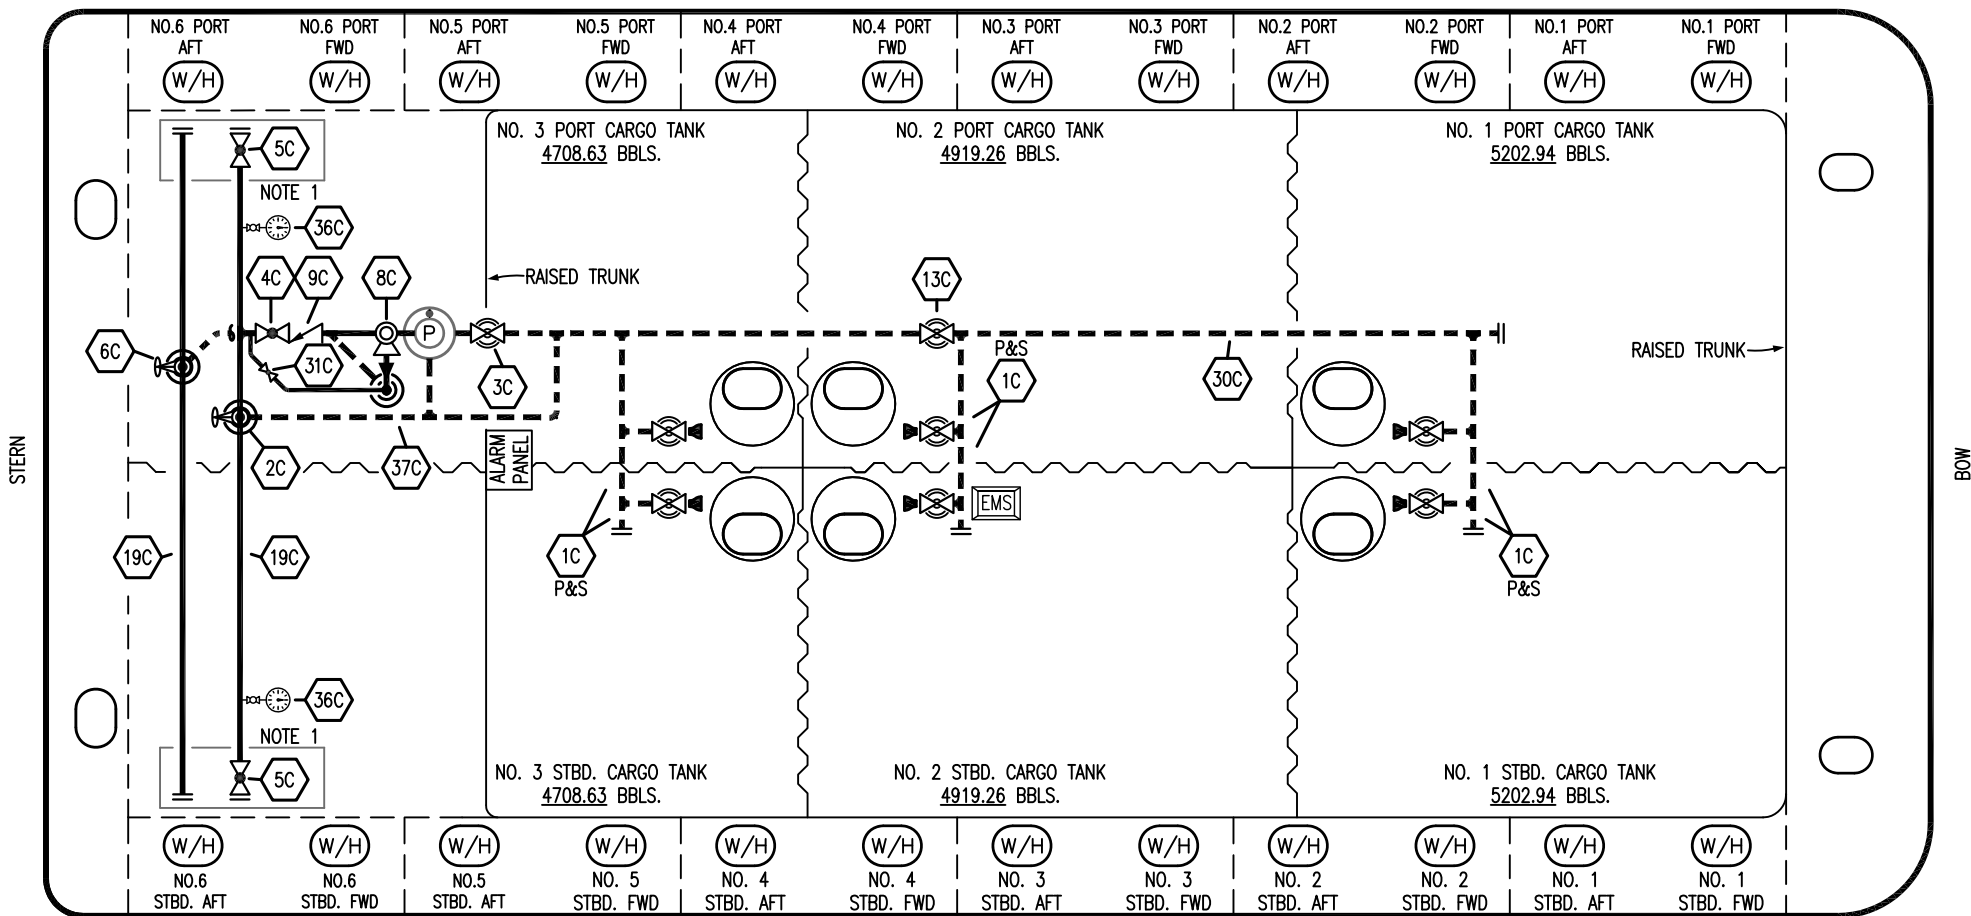 NO.6 PORT
AFT
W/H
NO.6 PORT
FWD
W/H
NO.5 PORT
AFT
W/H
NO.5 PORT
FWD
W/H
NO.4 PORT
AFT
W/H
NO.4 PORT
FWD
W/H
NO.3 PORT
AFT
W/H
NO.3 PORT
FWD
W/H
NO.2 PORT
AFT
W/H
NO.2 PORT
FWD
W/H
NO.1 PORT
AFT
W/H
NO.1 PORT
FWD
W/H
NO. 3 PORT CARGO TANK
4708.63 BBLS.
NO. 2 PORT CARGO TANK
4919.26 BBLS.
NO. 1 PORT CARGO TANK
5202.94 BBLS.
5C
NOTE 1
36C
4C
9C
8C
RAISED TRUNK
13C
P
6C
31C
3C
P&S
1C
30C
RAISED TRUNK
2C
37C
ALARM
PANEL
STERN
BOW
EMS
19C
19C
1C
P&S
1C
P&S
36C
NOTE 1
5C
NO. 3 STBD. CARGO TANK
4708.63 BBLS.
NO. 2 STBD. CARGO TANK
4919.26 BBLS.
NO. 1 STBD. CARGO TANK
5202.94 BBLS.
W/H
NO.6
STBD. AFT
W/H
NO.6
STBD. FWD
W/H
NO.5
STBD. AFT
W/H
NO. 5
STBD. FWD
W/H
NO. 4
STBD. AFT
W/H
NO. 4
STBD. FWD
W/H
NO. 3
STBD. AFT
W/H
NO. 3
STBD. FWD
W/H
NO. 2
STBD. AFT
W/H
NO. 2
STBD. FWD
W/H
NO. 1
STBD. AFT
W/H
NO. 1
STBD. FWD